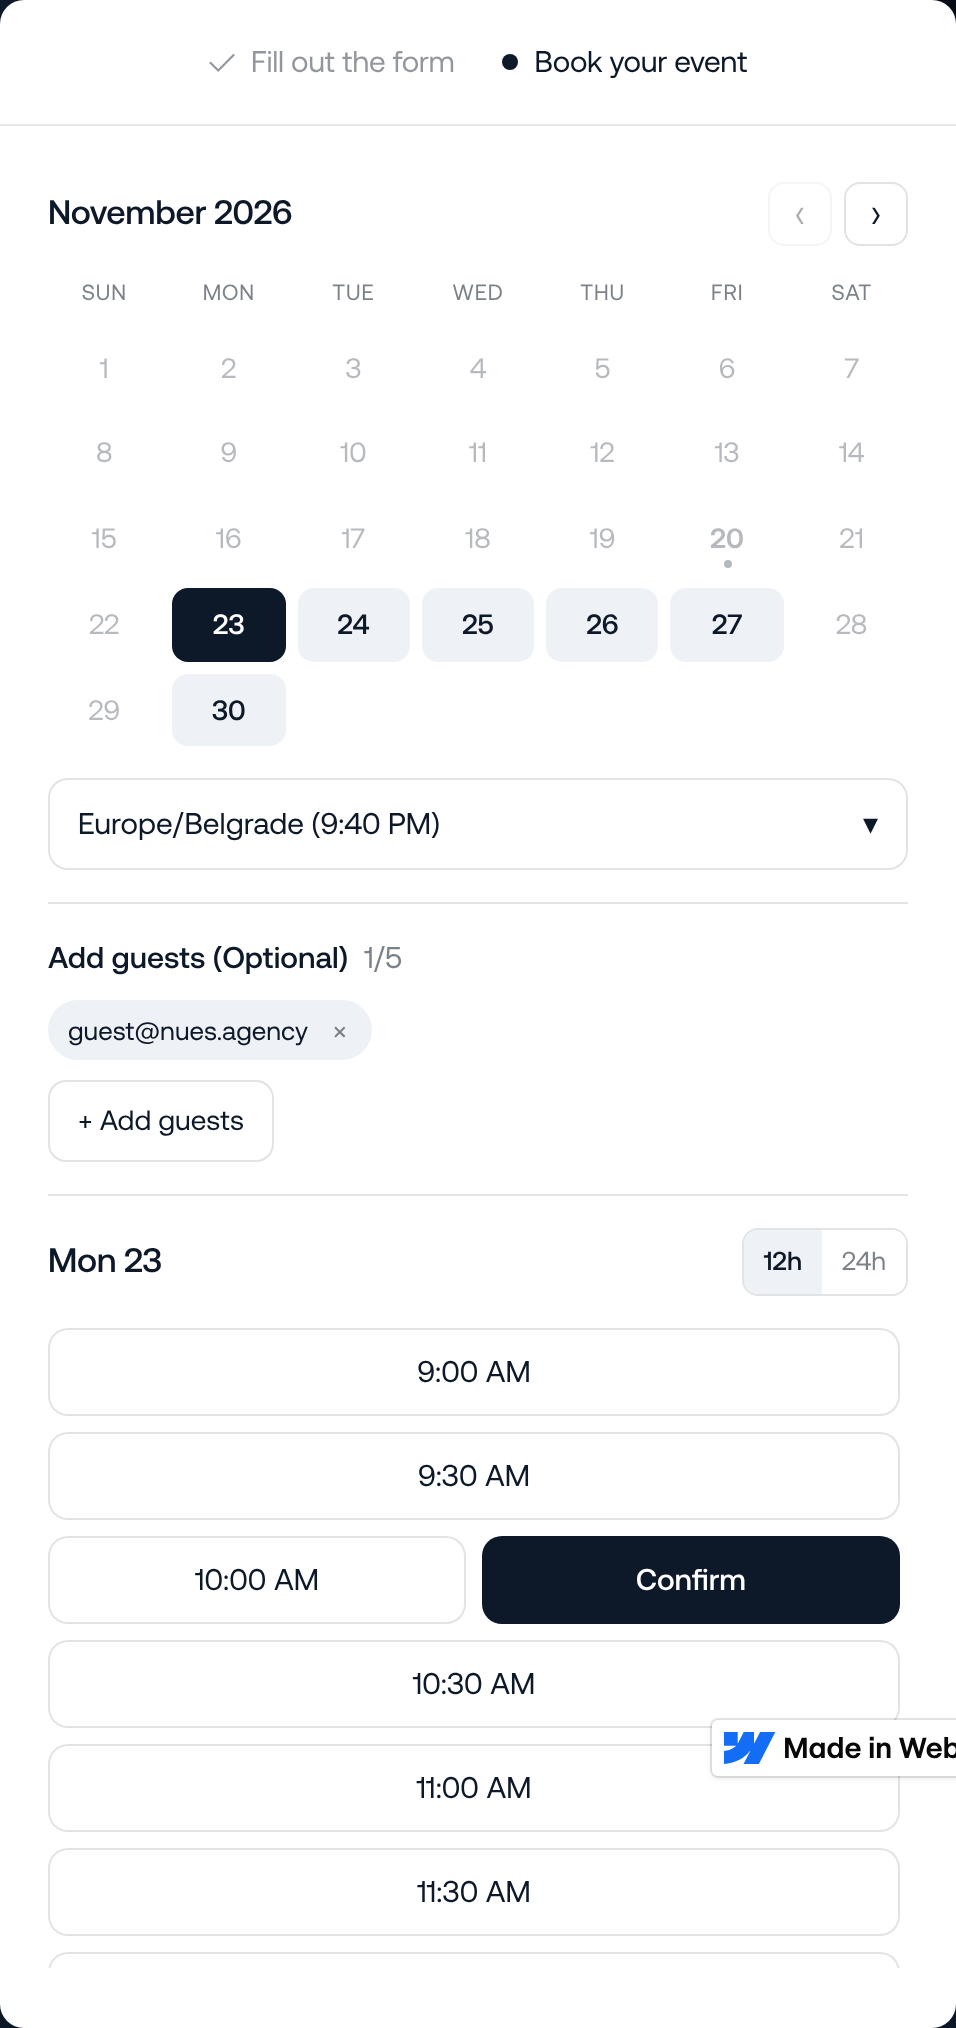 Fill out the form Book your event
November 2026
SUN MON TUE WED THU FRI SAT
1 2 3 4 5 6 7
8 9 10 11 12 13 14
15 16 17 18 19 20 21
22 23 24 25 26 27 28
29 30
Europe/Belgrade (9:40 PM)
Add guests (Optional) 1/5
guest@nues.agency ×
+ Add guests
Mon 23 12h 24h
9:00 AM
9:30 AM
10:00 AM Confirm
10:30 AM
Made in Web
11:00 AM
11:30 AM